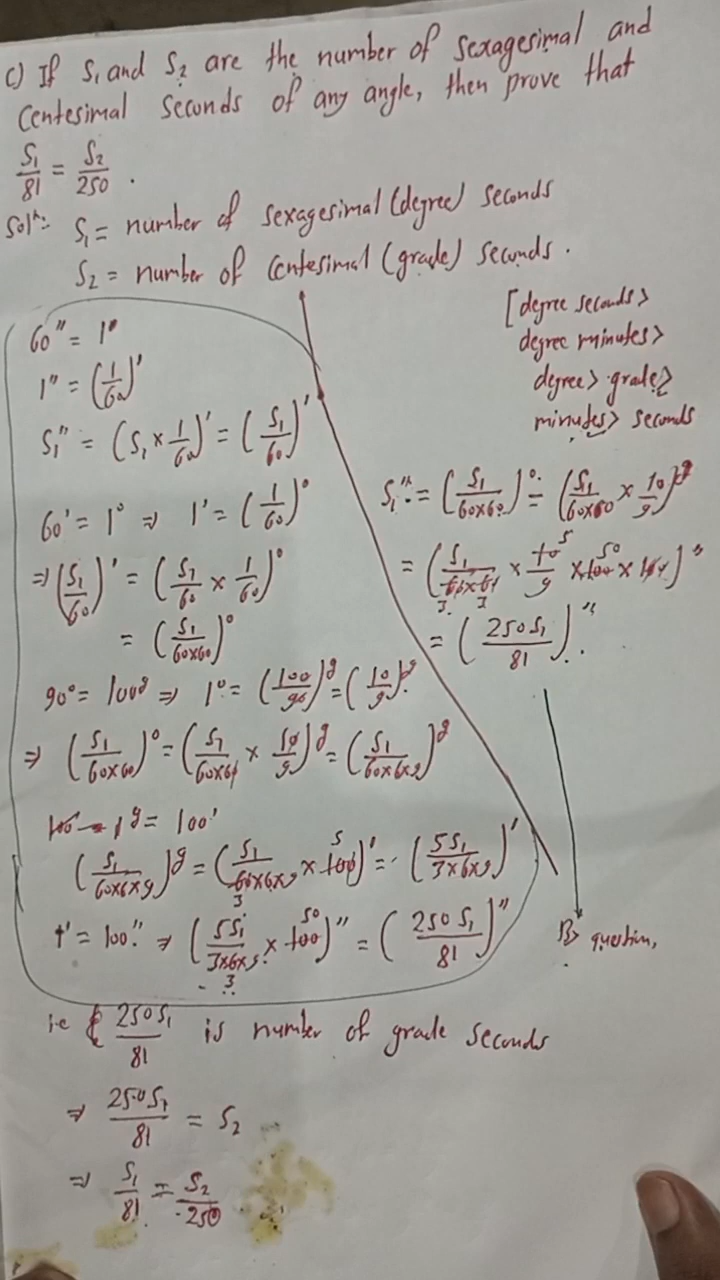 c) If S₁ and S₂ are the number of sexagesimal and
Centesimal Seconds of any angle, then prove that
S₁/81 = S₂/250 .
Solⁿ: S₁ = number of sexagesimal (degree) seconds
S₂ = number of Centesimal (grade) seconds.
60" = 1'
1" = (1/60)'
S₁" = (S₁ × 1/60)' = (S₁/60)'
60' = 1° ⇒ 1' = (1/60)°
⇒ (S₁/60)' = (S₁/60 × 1/60)°
= (S₁/60×60)°
90° = 100g ⇒ 1° = (100/90)g = (10/9)g.
⇒ (S₁/60×60)° = (S₁/60×60 × 10/9)g = (S₁/60×6×9)g
1g = 100'
(S₁/60×6×9)g = (S₁/60×6×9 × 100)' = (5S₁/3×6×9)'
1' = 100" ⇒ (5S₁/3×6×9 × 100)" = (250 S₁/81)"
[degree seconds>
degree minutes>
degree > grade >
minutes > seconds
S₁" = (S₁/60×60)° = (S₁/60×60 × 10/9)g
= (S₁/60×60 × 10/9 × 100 × 100)"
= (250S₁/81)".
By question,
i.e 250S₁/81 is number of grade seconds
⇒ 250S₁/81 = S₂
⇒ S₁/81 = S₂/250